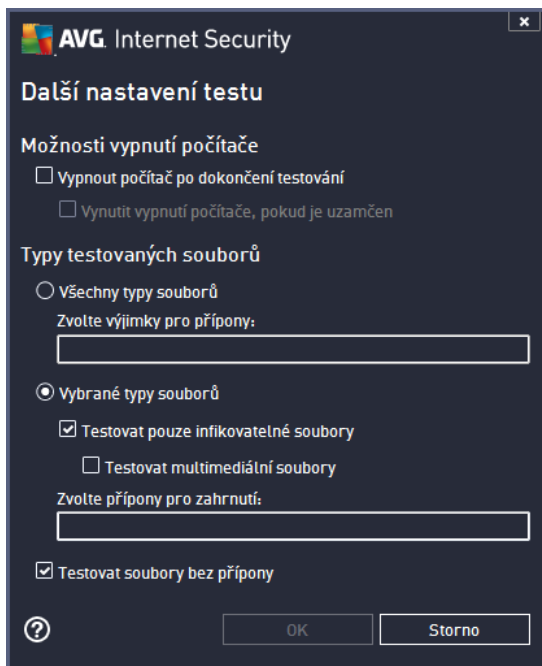 AVG. Internet Security
Další nastavení testu
Možnosti vypnutí počítače
Vypnout počítač po dokončení testování
Vynutit vypnutí počítače, pokud je uzamčen
Typy testovaných souborů
Všechny typy souborů
Zvolte výjimky pro přípony:
Vybrané typy souborů
Testovat pouze infikovatelné soubory
Testovat multimediální soubory
Zvolte přípony pro zahrnutí:
Testovat soubory bez přípony
OK Storno